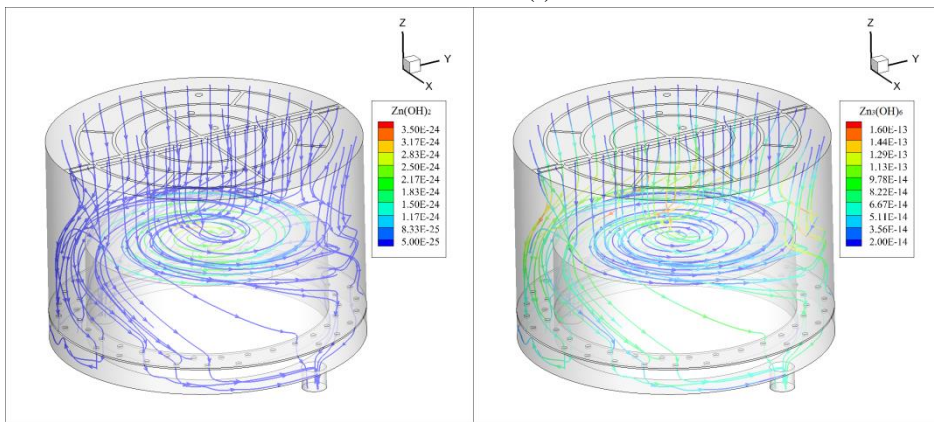 Z
Y
X
Zn(OH)₂
3.50E-24
3.17E-24
2.83E-24
2.50E-24
2.17E-24
1.83E-24
1.50E-24
1.17E-24
8.33E-25
5.00E-25
Z
Y
X
Zn₃(OH)₆
1.60E-13
1.44E-13
1.29E-13
1.13E-13
9.78E-14
8.22E-14
6.67E-14
5.11E-14
3.56E-14
2.00E-14